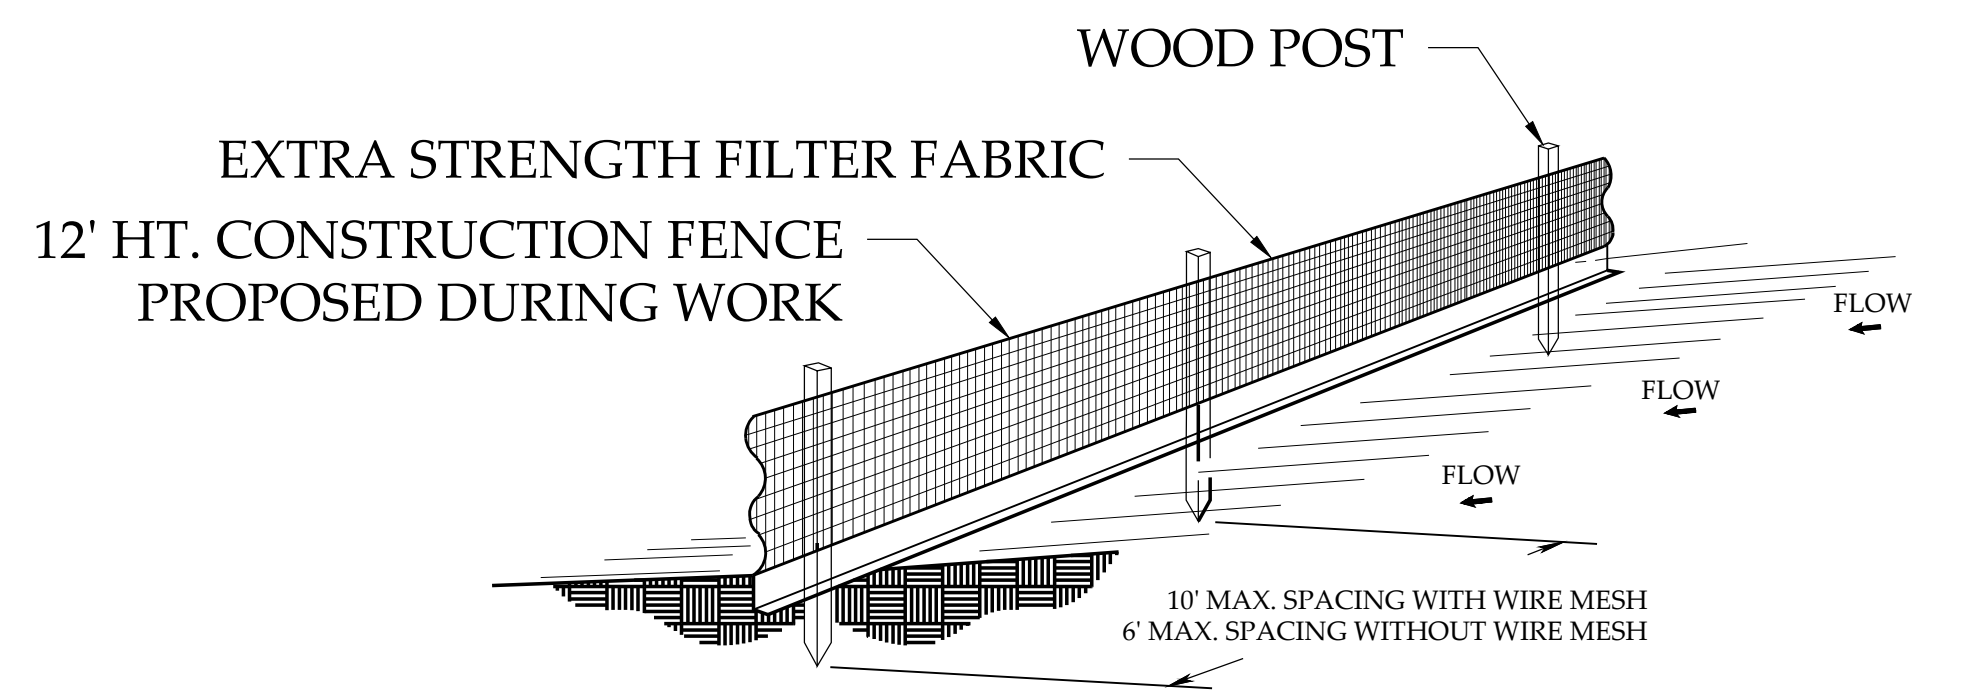 WOOD POST
EXTRA STRENGTH FILTER FABRIC
12' HT. CONSTRUCTION FENCE
PROPOSED DURING WORK
FLOW
FLOW
FLOW
10' MAX. SPACING WITH WIRE MESH
6' MAX. SPACING WITHOUT WIRE MESH